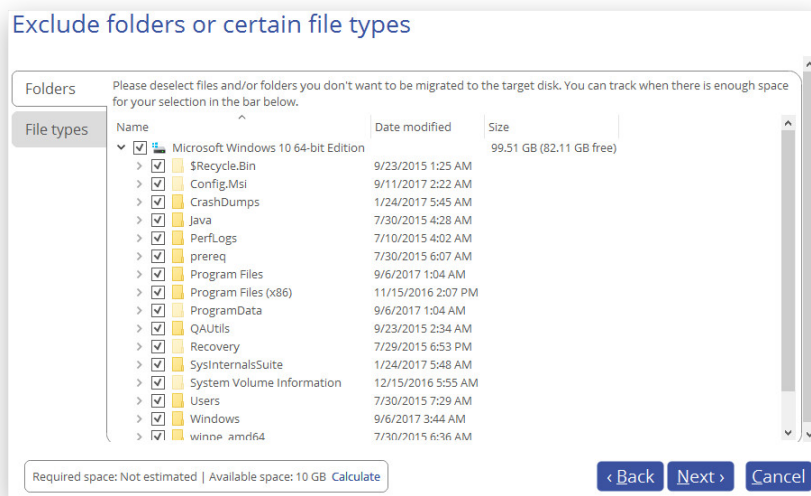 Exclude folders or certain file types
Folders
File types
Please deselect files and/or folders you don't want to be migrated to the target disk. You can track when there is enough space
for your selection in the bar below.
Name Date modified Size
Microsoft Windows 10 64-bit Edition 99.51 GB (82.11 GB free)
$Recycle.Bin 9/23/2015 1:25 AM
Config.Msi 9/11/2017 2:22 AM
CrashDumps 1/24/2017 5:45 AM
Java 7/30/2015 4:28 AM
PerfLogs 7/10/2015 4:02 AM
prereq 7/30/2015 6:07 AM
Program Files 9/6/2017 1:04 AM
Program Files (x86) 11/15/2016 2:07 PM
ProgramData 9/6/2017 1:04 AM
QAUtils 9/23/2015 2:34 AM
Recovery 7/29/2015 6:53 PM
SysInternalsSuite 1/24/2017 5:48 AM
System Volume Information 12/15/2016 5:55 AM
Users 7/30/2015 7:29 AM
Windows 9/6/2017 3:44 AM
winpe_amd64 7/30/2015 6:36 AM
Required space: Not estimated | Available space: 10 GB Calculate
‹ Back Next › Cancel